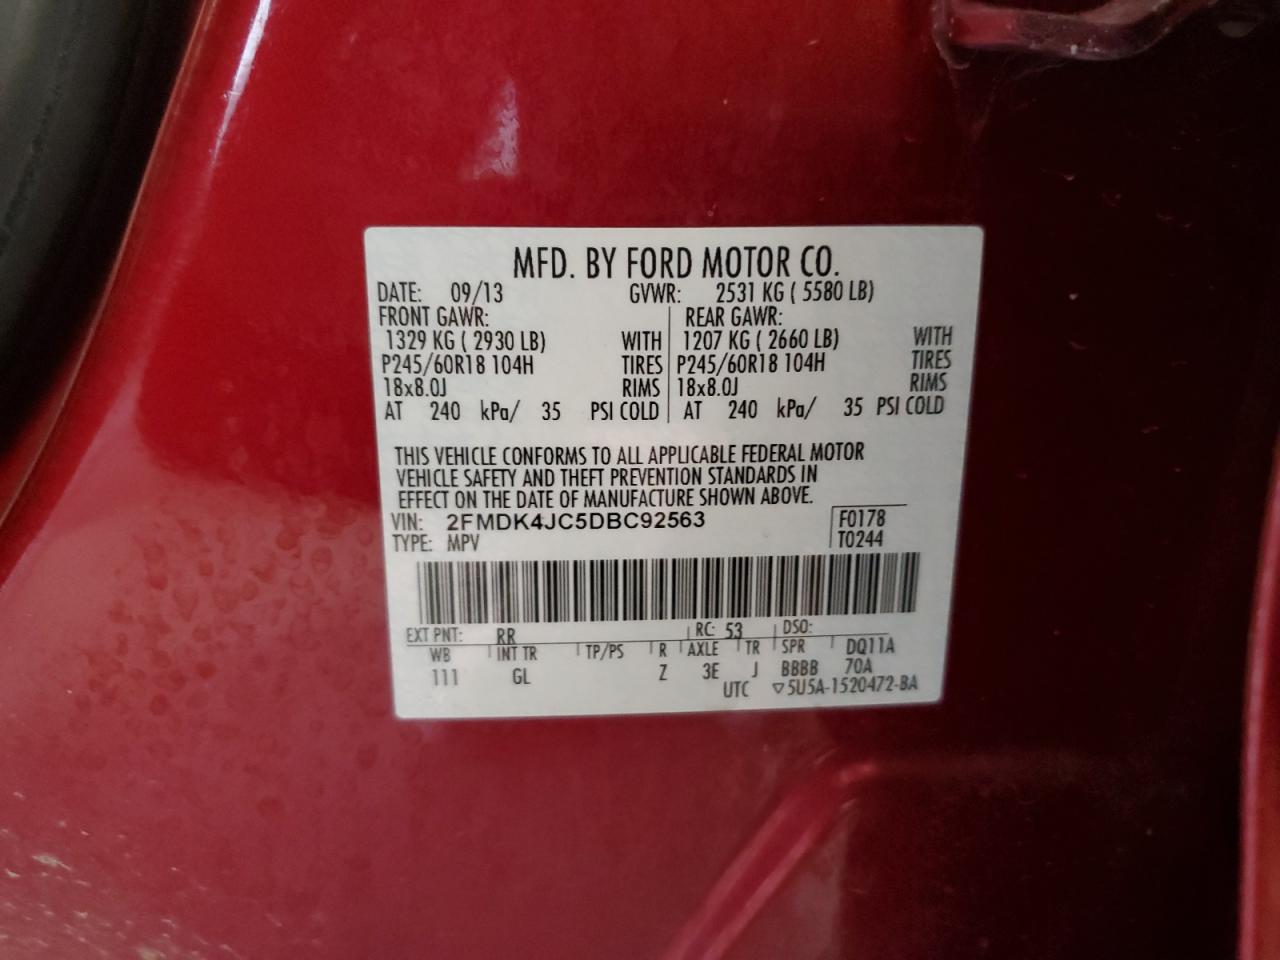 MFD. BY FORD MOTOR CO.
DATE: 09/13 GVWR: 2531 KG ( 5580 LB)
FRONT GAWR: REAR GAWR:
1329 KG ( 2930 LB) WITH 1207 KG ( 2660 LB) WITH
P245/60R18 104H TIRES P245/60R18 104H TIRES
18x8.0J RIMS 18x8.0J RIMS
AT 240 kPa/ 35 PSI COLD AT 240 kPa/ 35 PSI COLD
THIS VEHICLE CONFORMS TO ALL APPLICABLE FEDERAL MOTOR
VEHICLE SAFETY AND THEFT PREVENTION STANDARDS IN
EFFECT ON THE DATE OF MANUFACTURE SHOWN ABOVE.
VIN: 2FMDK4JC5DBC92563 F0178
TYPE: MPV T0244
EXT PNT: RR RC: 53 DSO:
WB INT TR TP/PS R AXLE TR SPR DQ11A
111 GL Z 3E J BBBB 70A
UTC ▽5U5A-1520472-BA